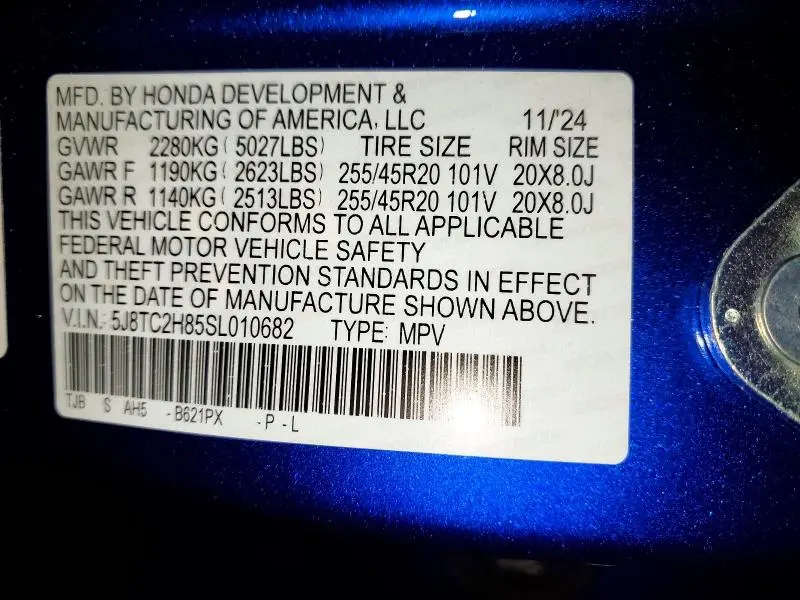 MFD. BY HONDA DEVELOPMENT &
MANUFACTURING OF AMERICA, LLC 11/'24
GVWR 2280KG ( 5027LBS) TIRE SIZE RIM SIZE
GAWR F 1190KG ( 2623LBS) 255/45R20 101V 20X8.0J
GAWR R 1140KG ( 2513LBS) 255/45R20 101V 20X8.0J
THIS VEHICLE CONFORMS TO ALL APPLICABLE
FEDERAL MOTOR VEHICLE SAFETY
AND THEFT PREVENTION STANDARDS IN EFFECT
ON THE DATE OF MANUFACTURE SHOWN ABOVE.
V.I.N.: 5J8TC2H85SL010682 TYPE: MPV
TJB S AH5 -B621PX -P -L